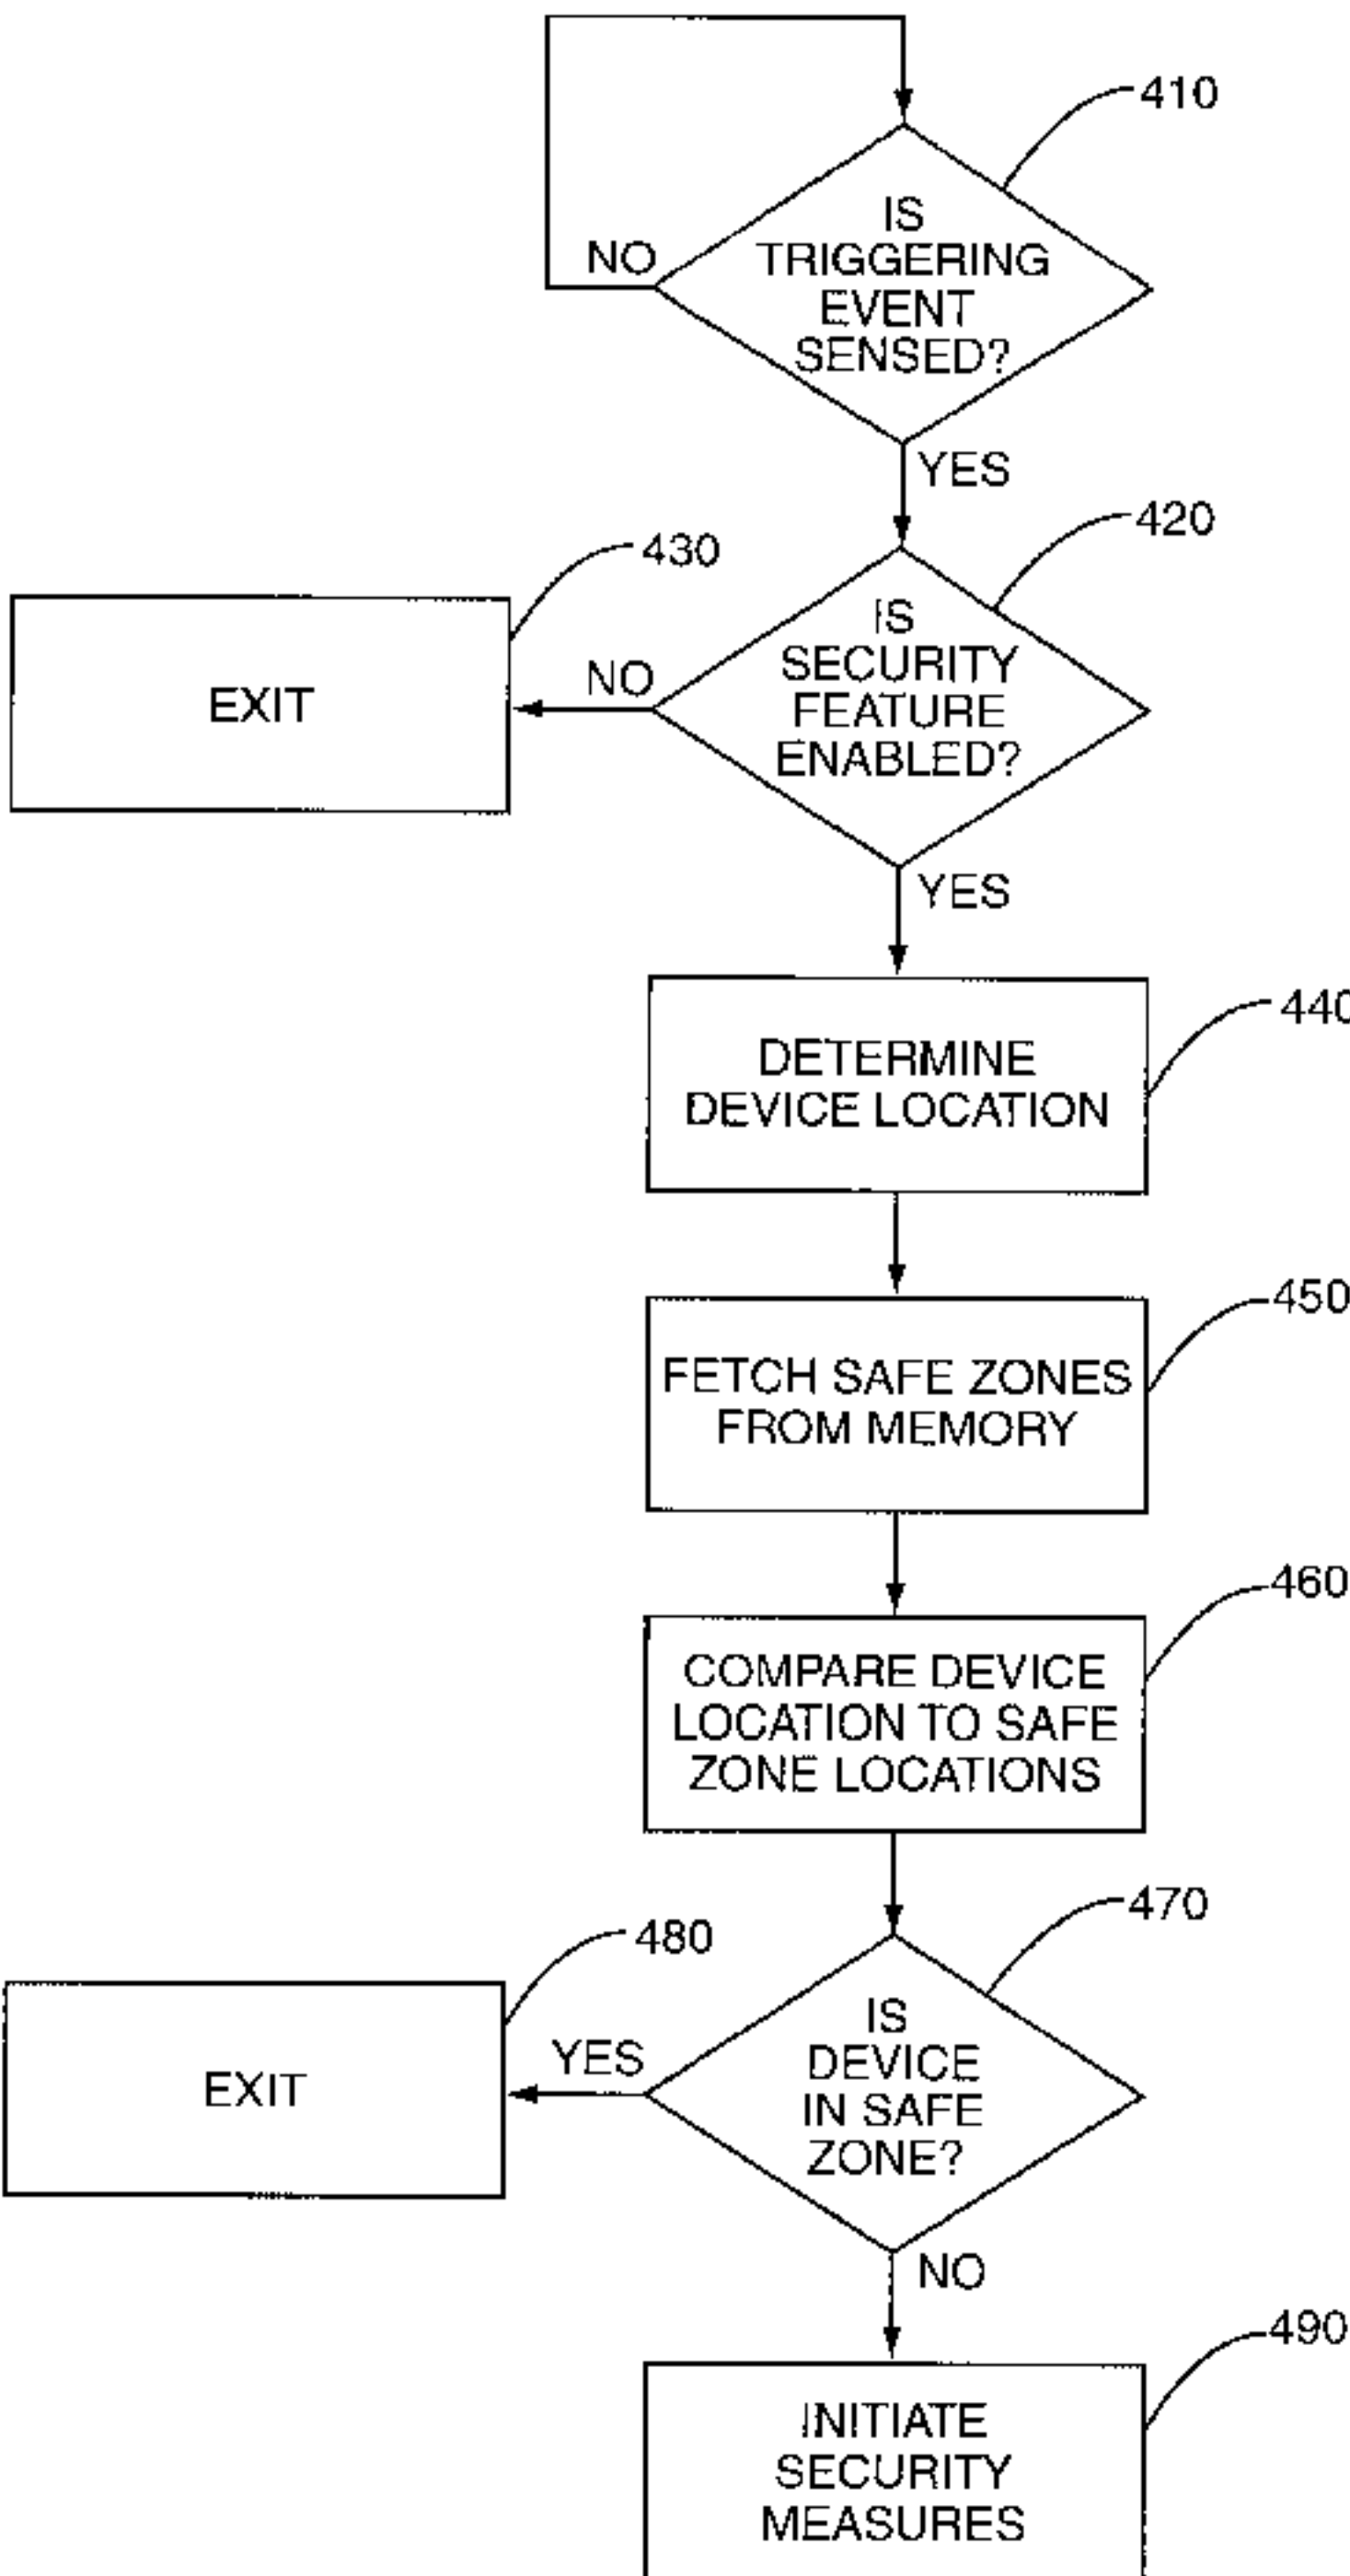 410
IS
TRIGGERING
EVENT
SENSED?
NO
YES
420
IS
SECURITY
FEATURE
ENABLED?
NO
430
EXIT
YES
440
DETERMINE
DEVICE LOCATION
450
FETCH SAFE ZONES
FROM MEMORY
460
COMPARE DEVICE
LOCATION TO SAFE
ZONE LOCATIONS
470
IS
DEVICE
IN SAFE
ZONE?
YES
480
EXIT
NO
490
INITIATE
SECURITY
MEASURES